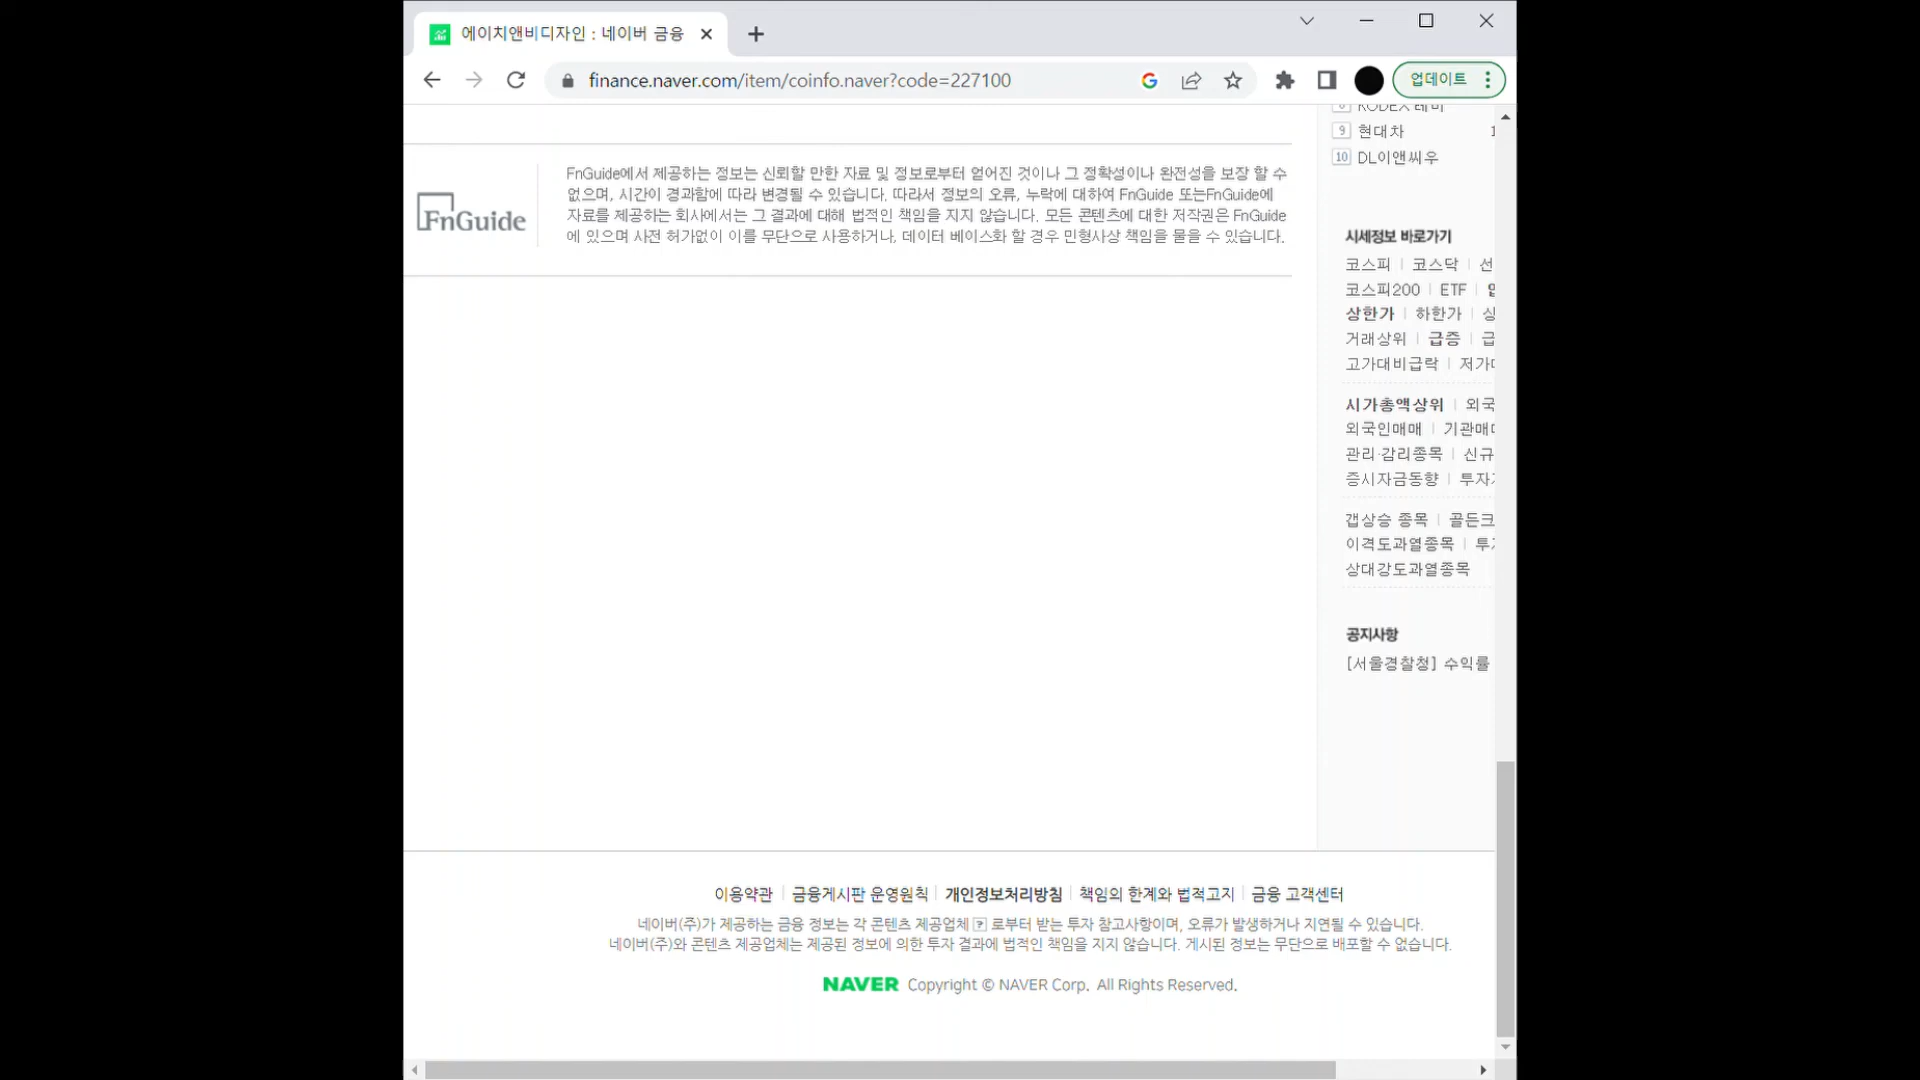 에이치앤비디자인 : 네이버 금융
finance.naver.com/item/coinfo.naver?code=227100
업데이트
FnGuide
FnGuide에서 제공하는 정보는 신뢰할 만한 자료 및 정보로부터 얻어진 것이나 그 정확성이나 완전성을 보장 할 수
없으며, 시간이 경과함에 따라 변경될 수 있습니다. 따라서 정보의 오류, 누락에 대하여 FnGuide 또는FnGuide에
자료를 제공하는 회사에서는 그 결과에 대해 법적인 책임을 지지 않습니다. 모든 콘텐츠에 대한 저작권은 FnGuide
에 있으며 사전 허가없이 이를 무단으로 사용하거나, 데이터 베이스화 할 경우 민형사상 책임을 물을 수 있습니다.
KODEX 레버
9 현대차 1
10 DL이앤씨우
시세정보 바로가기
코스피 코스닥 선
코스피200 ETF
상한가 하한가 상
거래상위 급증 급
고가대비급락 저가
시가총액상위 외국
외국인매매 기관매
관리·감리종목 신규
증시자금동향 투자
갭상승 종목 골든크
이격도과열종목 투
상대강도과열종목
공지사항
[서울경찰청] 수익률
이용약관 금융게시판 운영원칙 개인정보처리방침 책임의 한계와 법적고지 금융 고객센터
네이버(주)가 제공하는 금융 정보는 각 콘텐츠 제공업체 ? 로부터 받는 투자 참고사항이며, 오류가 발생하거나 지연될 수 있습니다.
네이버(주)와 콘텐츠 제공업체는 제공된 정보에 의한 투자 결과에 법적인 책임을 지지 않습니다. 게시된 정보는 무단으로 배포할 수 없습니다.
NAVER Copyright © NAVER Corp. All Rights Reserved.